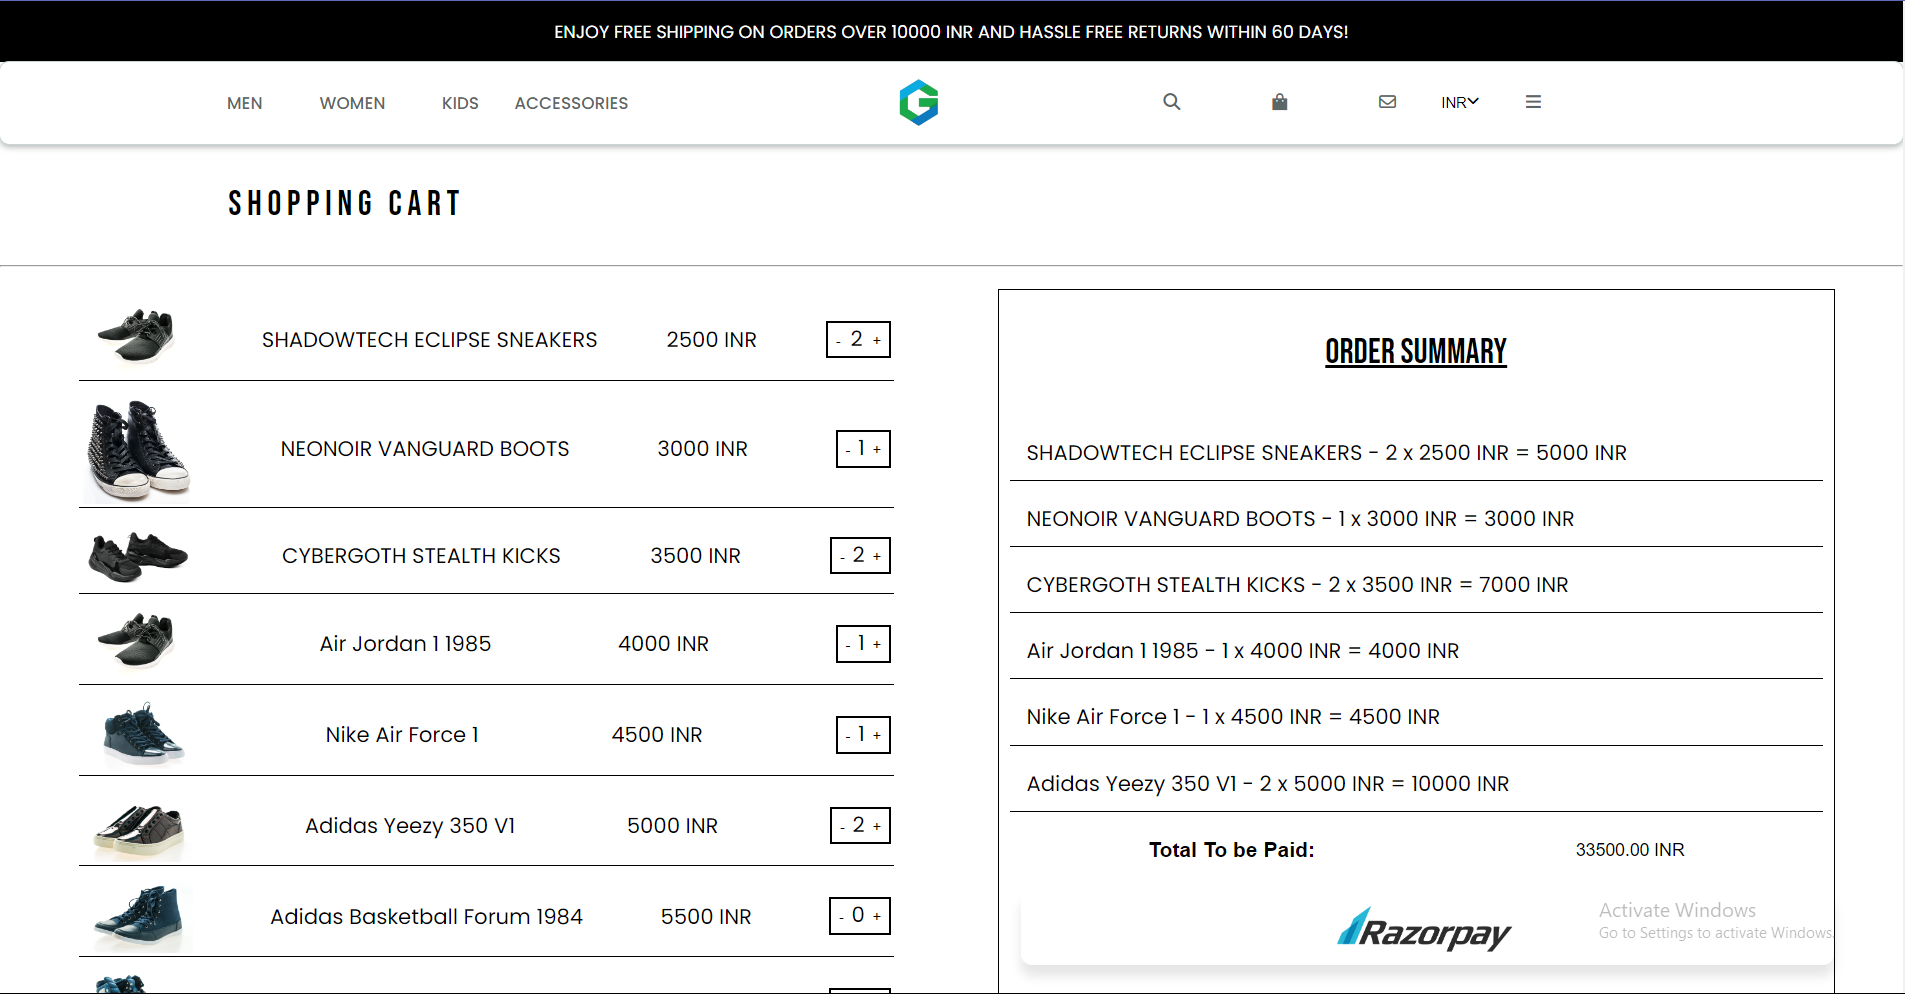 ENJOY FREE SHIPPING ON ORDERS OVER 10000 INR AND HASSLE FREE RETURNS WITHIN 60 DAYS!
MEN WOMEN KIDS ACCESSORIES INR
SHOPPING CART
SHADOWTECH ECLIPSE SNEAKERS 2500 INR - 2 +
NEONOIR VANGUARD BOOTS 3000 INR - 1 +
CYBERGOTH STEALTH KICKS 3500 INR - 2 +
Air Jordan 1 1985 4000 INR - 1 +
Nike Air Force 1 4500 INR - 1 +
Adidas Yeezy 350 V1 5000 INR - 2 +
Adidas Basketball Forum 1984 5500 INR - 0 +
ORDER SUMMARY
SHADOWTECH ECLIPSE SNEAKERS - 2 x 2500 INR = 5000 INR
NEONOIR VANGUARD BOOTS - 1 x 3000 INR = 3000 INR
CYBERGOTH STEALTH KICKS - 2 x 3500 INR = 7000 INR
Air Jordan 1 1985 - 1 x 4000 INR = 4000 INR
Nike Air Force 1 - 1 x 4500 INR = 4500 INR
Adidas Yeezy 350 V1 - 2 x 5000 INR = 10000 INR
Total To be Paid: 33500.00 INR
Razorpay
Activate Windows
Go to Settings to activate Windows.